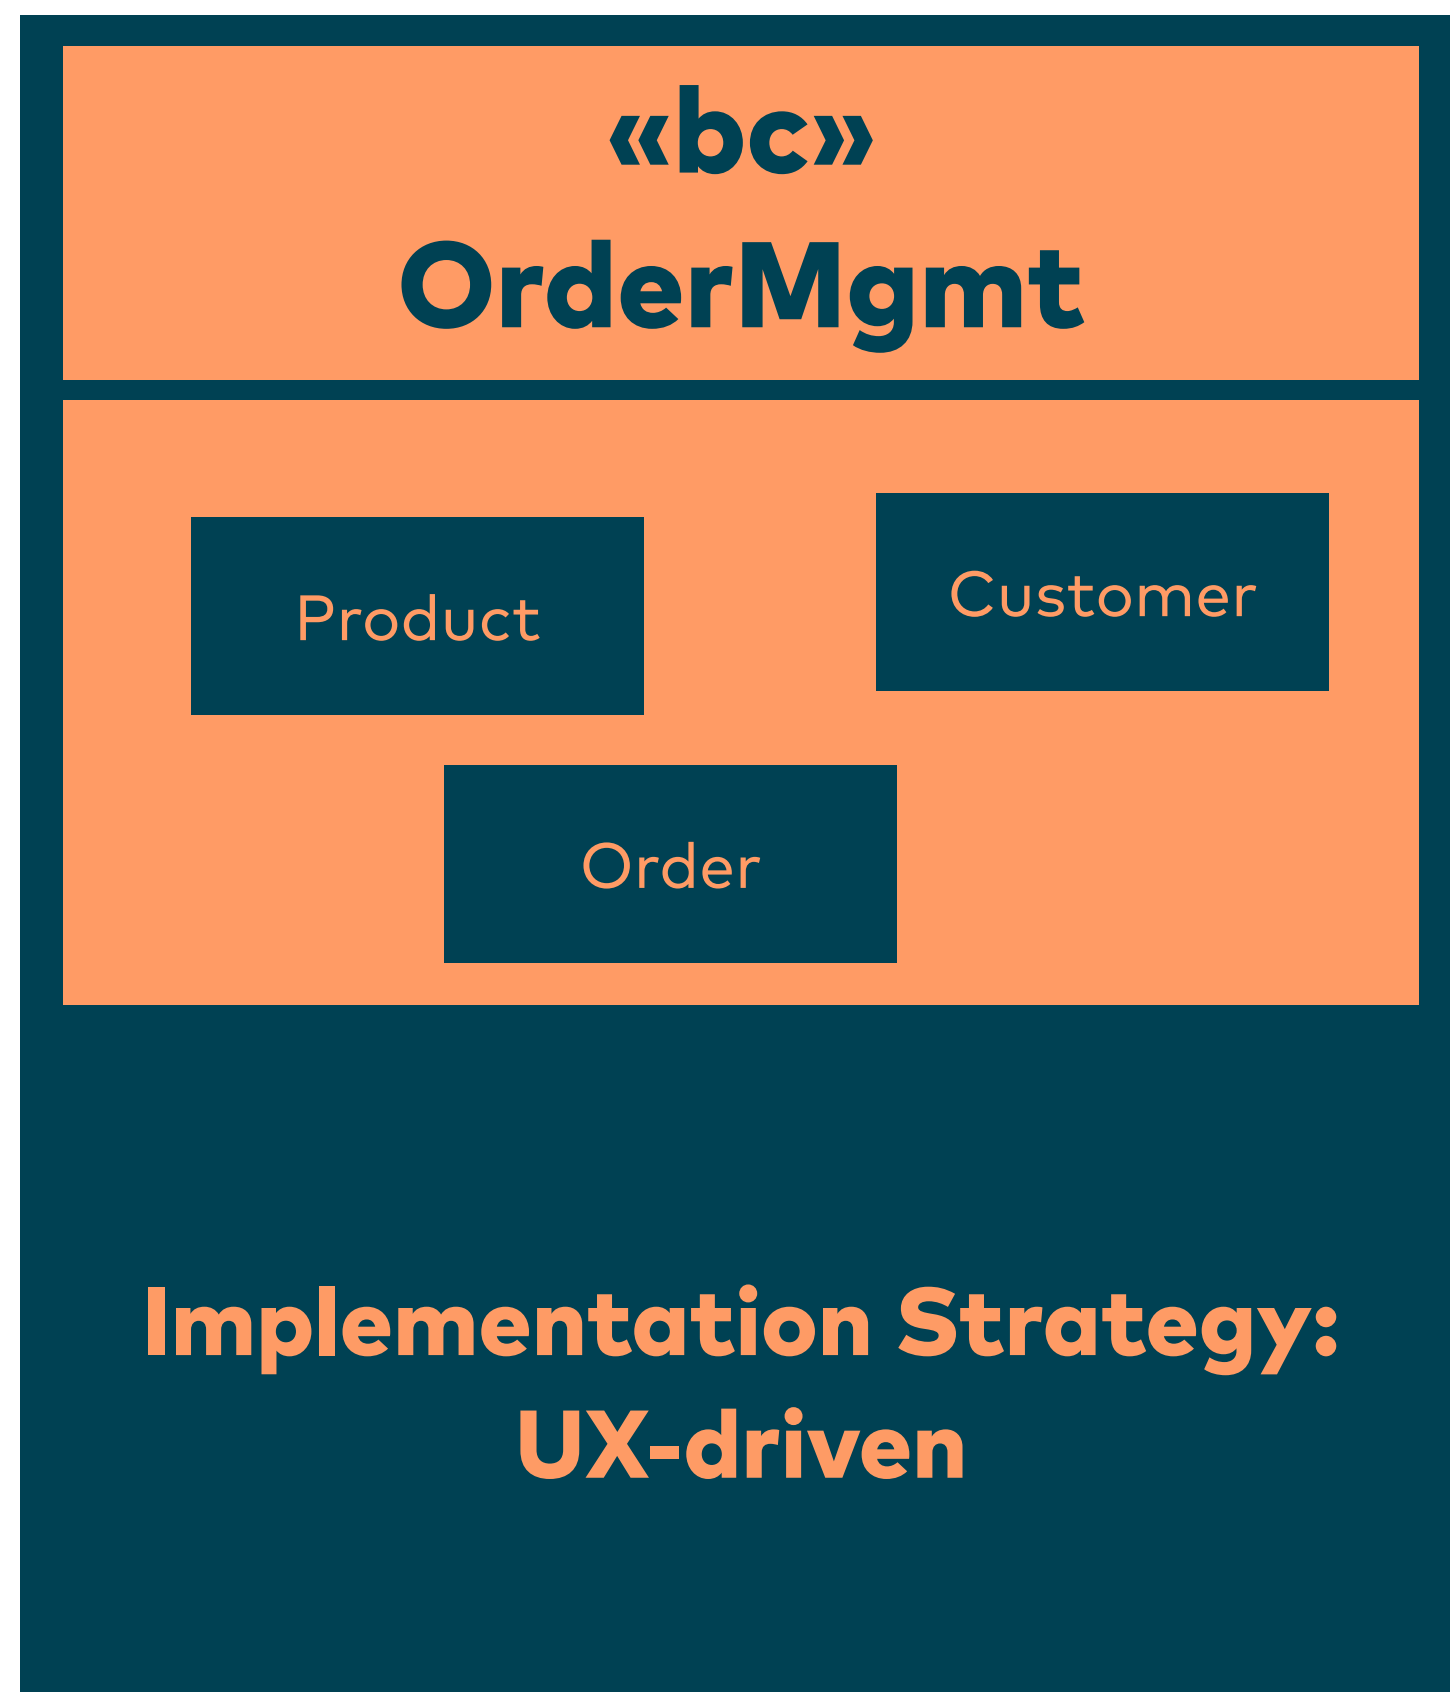 «bc»
OrderMgmt
Product
Customer
Order
Implementation Strategy:
UX-driven